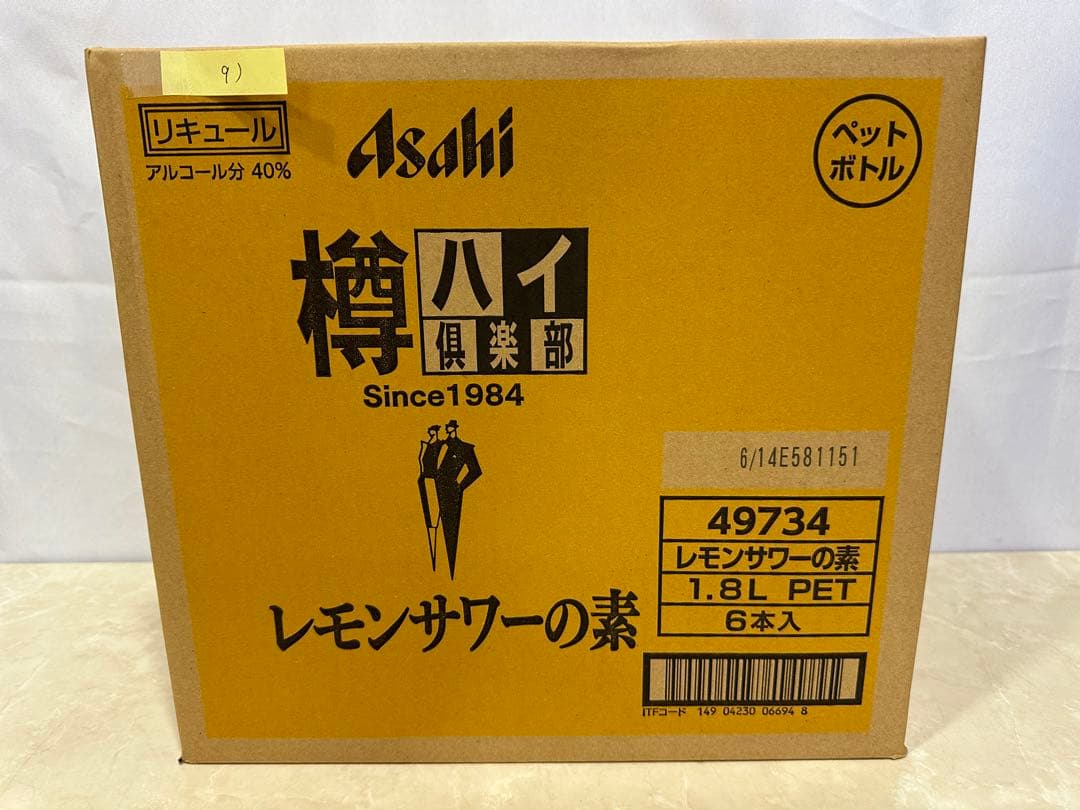 9)
リキュール
アルコール分 40%
Asahi
ペット
ボトル
樽ハイ
倶楽部
Since1984
レモンサワーの素
6/14E581151
49734
レモンサワーの素
1.8L PET
6本入
ITFコード 149 04230 06694 8